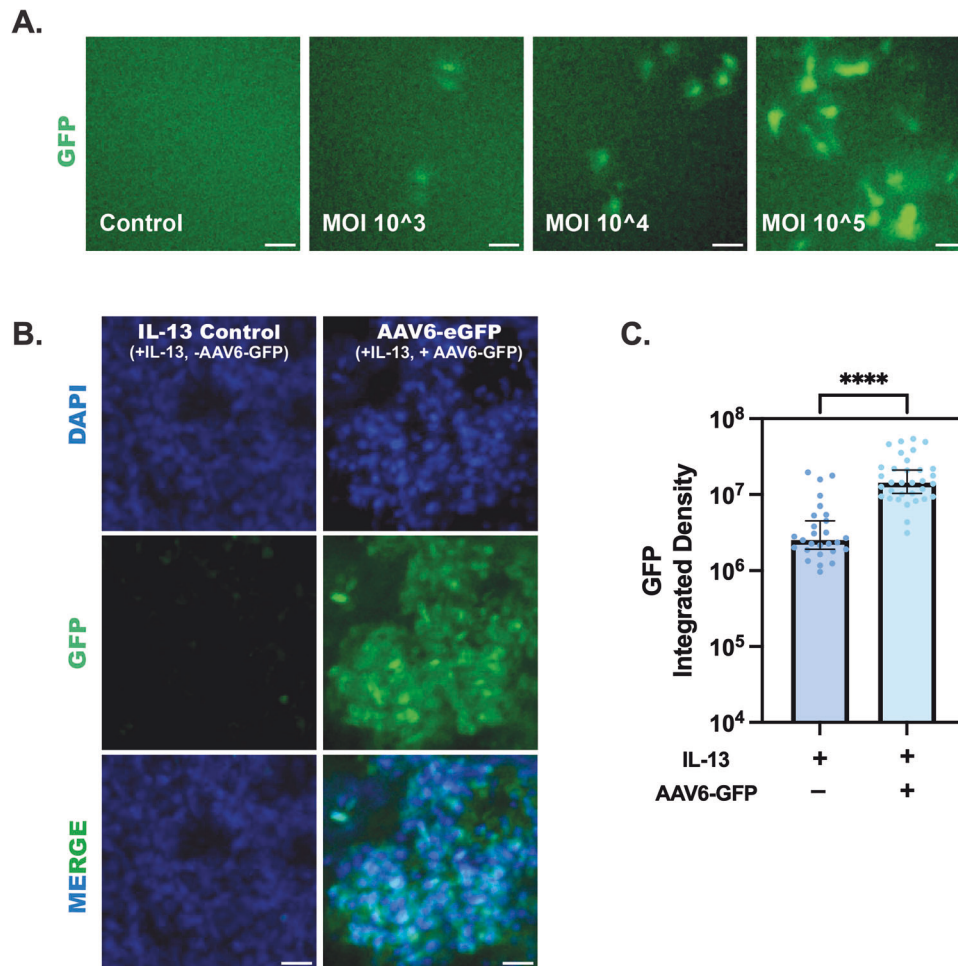 A.
GFP
Control
MOI 10^3
MOI 10^4
MOI 10^5
B.
IL-13 Control
(+IL-13, -AAV6-GFP)
AAV6-eGFP
(+IL-13, + AAV6-GFP)
DAPI
GFP
MERGE
C.
****
GFP
Integrated Density
10⁸
10⁷
10⁶
10⁵
10⁴
IL-13 + +
AAV6-GFP – +